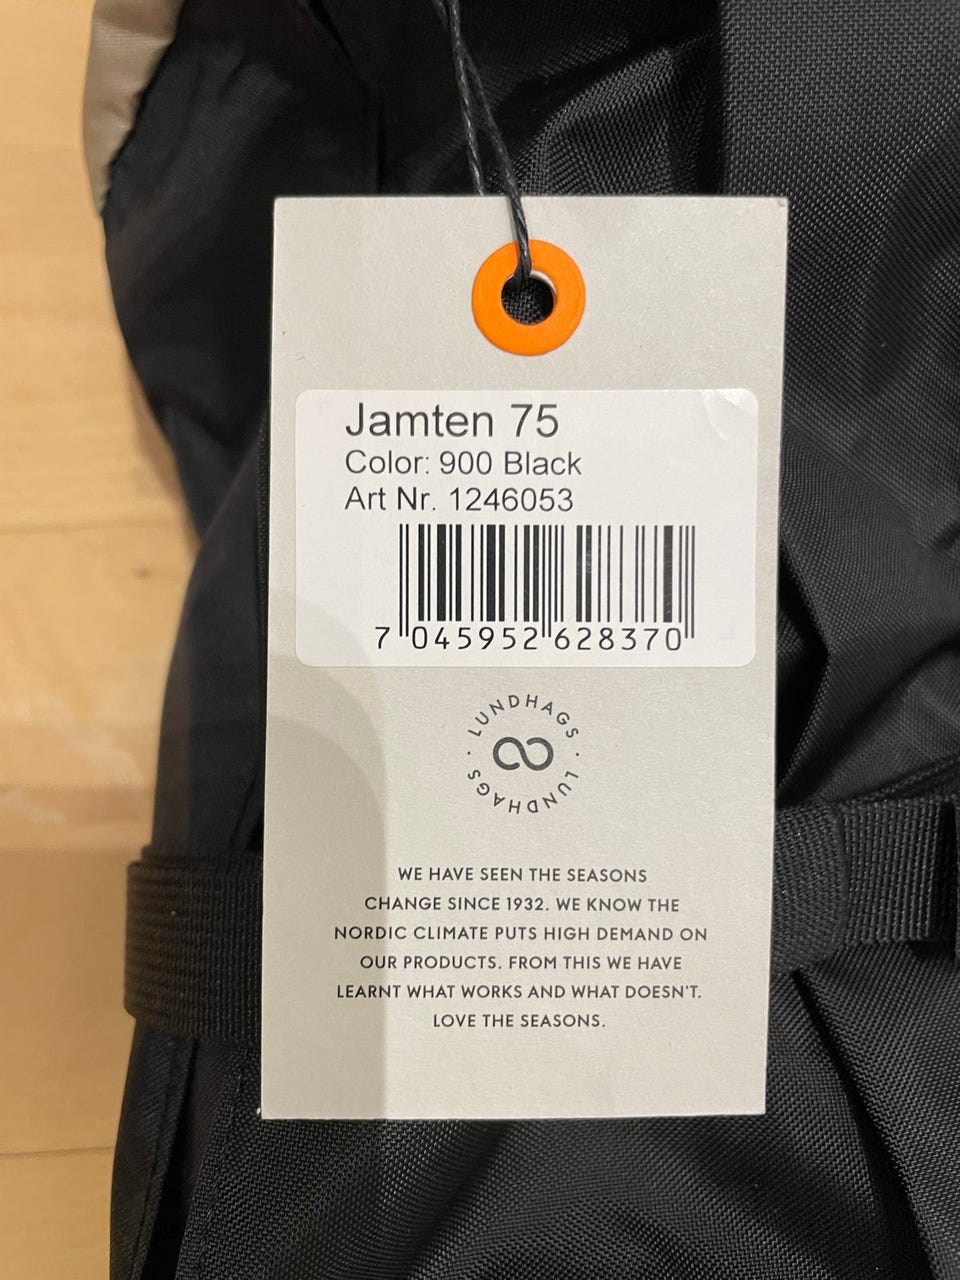 Jamten 75
Color: 900 Black
Art Nr. 1246053
7 045952 628370
· LUNDHAGS · LUNDHAGS
WE HAVE SEEN THE SEASONS
CHANGE SINCE 1932. WE KNOW THE
NORDIC CLIMATE PUTS HIGH DEMAND ON
OUR PRODUCTS. FROM THIS WE HAVE
LEARNT WHAT WORKS AND WHAT DOESN'T.
LOVE THE SEASONS.